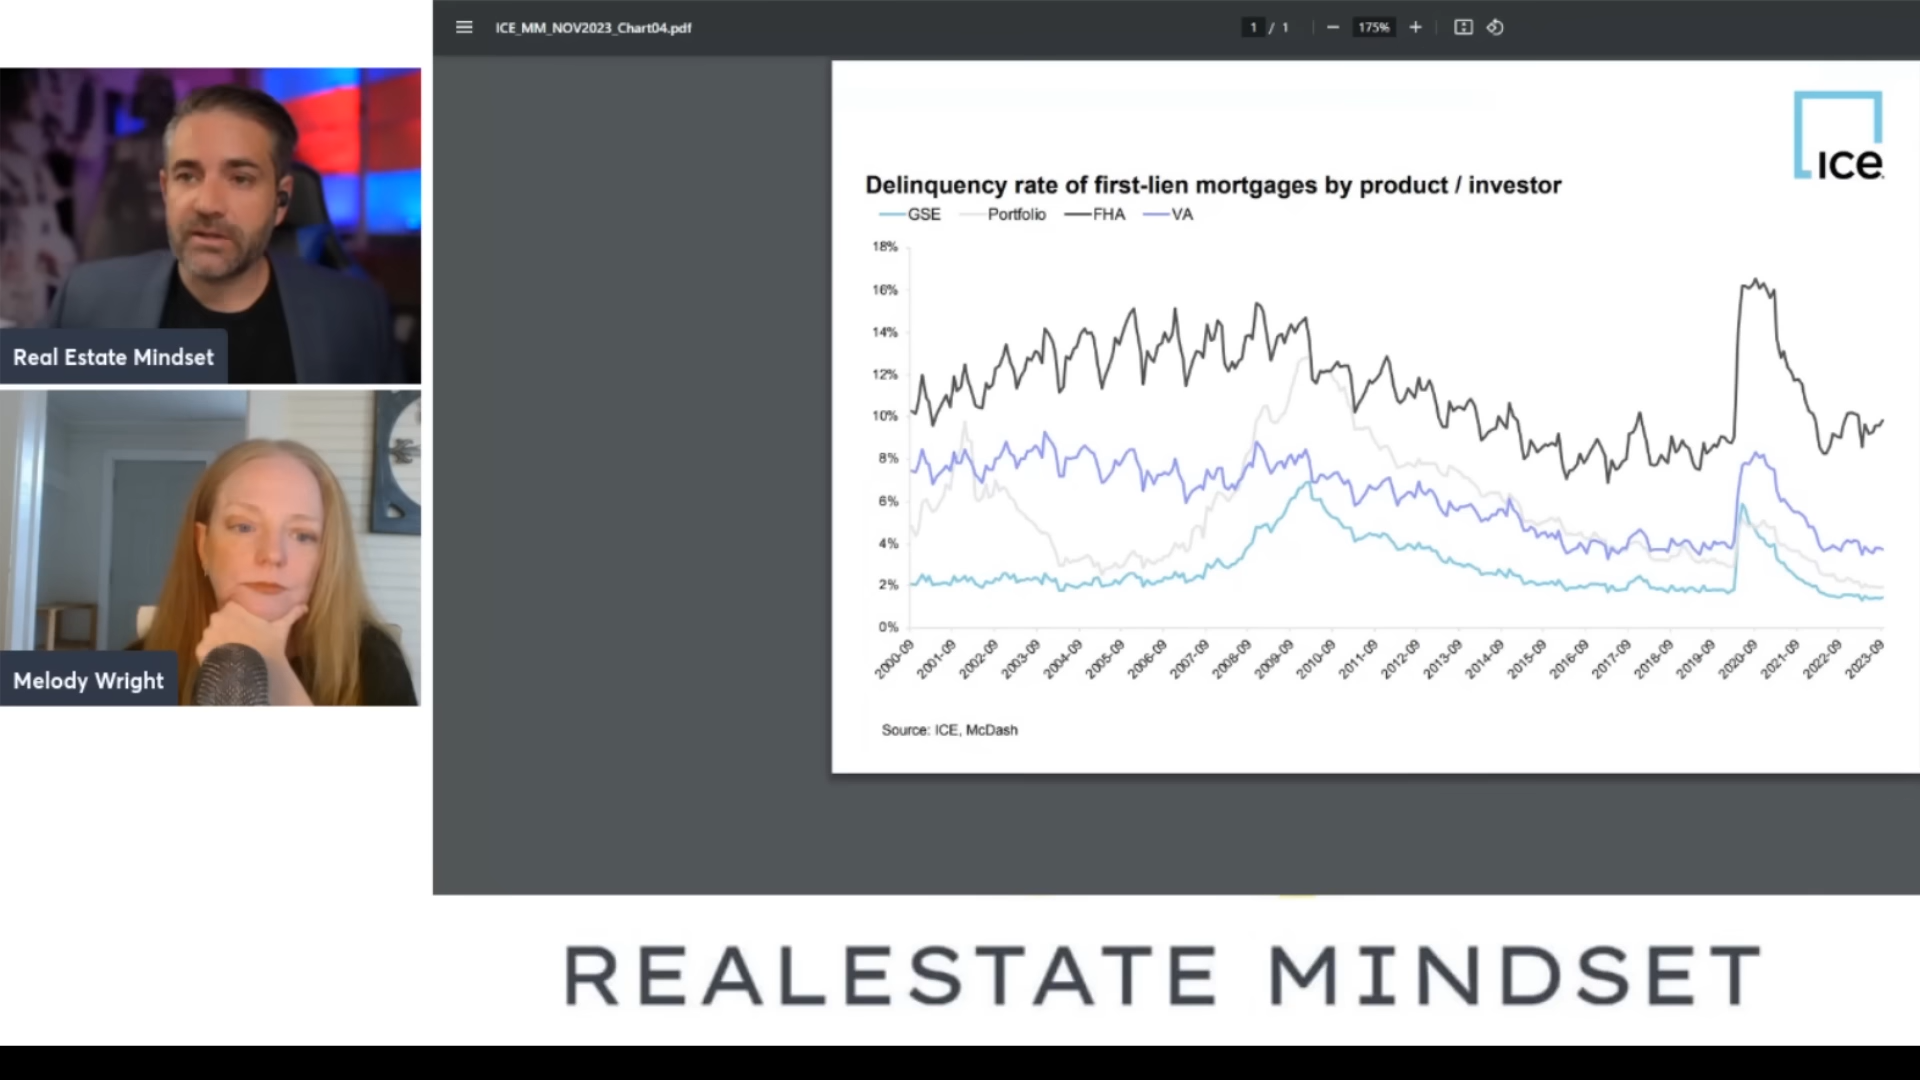 ICE_MM_NOV2023_Chart04.pdf
1 / 1
175%
Real Estate Mindset
Melody Wright
ICE
Delinquency rate of first-lien mortgages by product / investor
GSE Portfolio FHA VA
18%
16%
14%
12%
10%
8%
6%
4%
2%
0%
2000-09 2001-09 2002-09 2003-09 2004-09 2005-09 2006-09 2007-09 2008-09 2009-09 2010-09 2011-09 2012-09 2013-09 2014-09 2015-09 2016-09 2017-09 2018-09 2019-09 2020-09 2021-09 2022-09 2023-09
Source: ICE, McDash
REALESTATE MINDSET